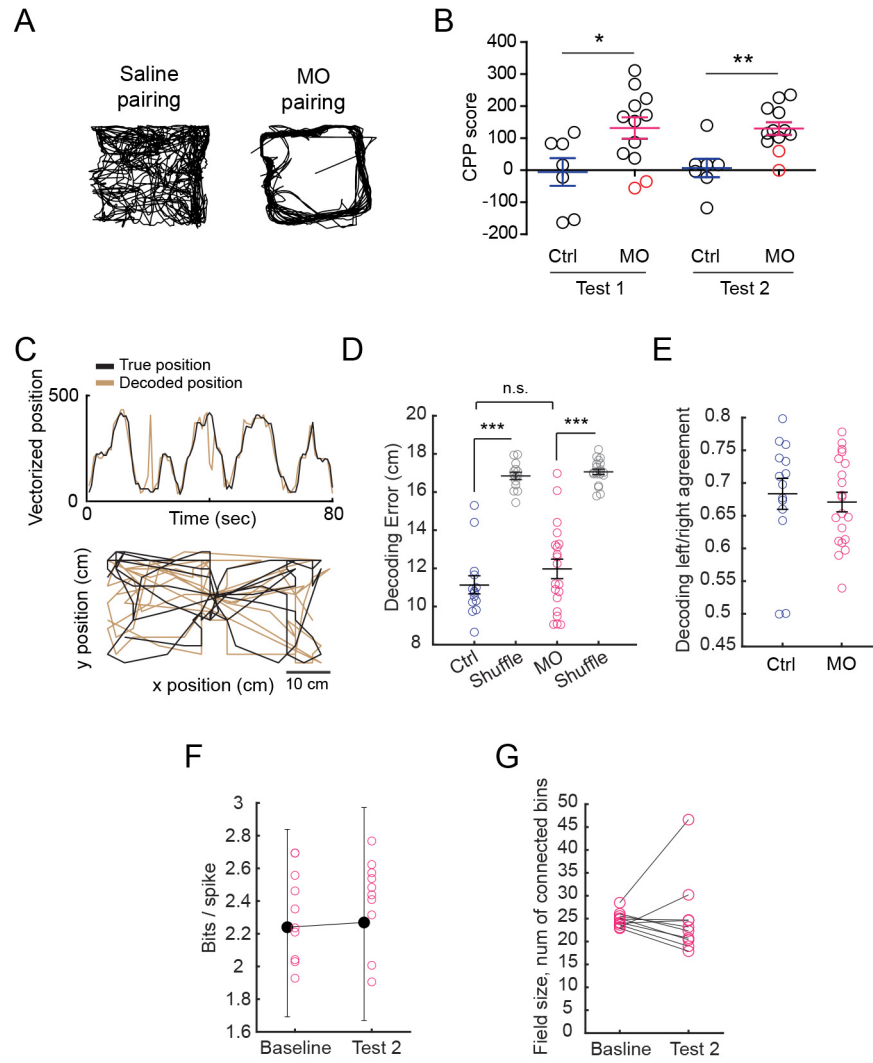 A
Saline
pairing
MO
pairing
B
*
**
CPP score
400
300
200
100
0
-100
-200
Ctrl
MO
Ctrl
MO
Test 1
Test 2
C
True position
Decoded position
Vectorized position
500
0
0
Time (sec)
80
y position (cm)
x position (cm)
10 cm
D
n.s.
***
***
Decoding Error (cm)
20
18
16
14
12
10
8
Ctrl
Shuffle
MO
Shuffle
E
Decoding left/right agreement
0.8
0.75
0.7
0.65
0.6
0.55
0.5
0.45
Ctrl
MO
F
Bits / spike
3
2.8
2.6
2.4
2.2
2
1.8
1.6
Baseline
Test 2
G
Field size, num of connected bins
50
45
40
35
30
25
20
15
10
5
0
Basline
Test 2